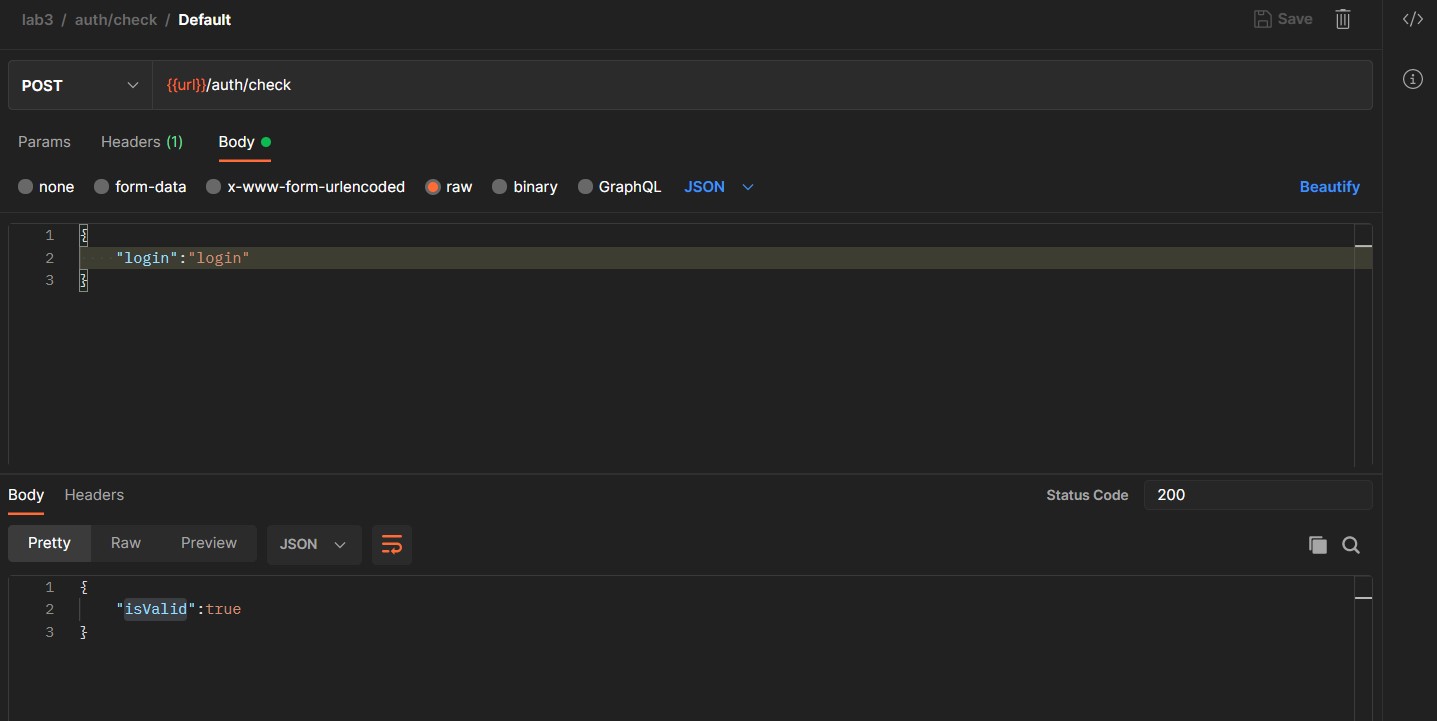 lab3 / auth/check / Default Save
POST {{url}}/auth/check
Params Headers (1) Body
none form-data x-www-form-urlencoded raw binary GraphQL JSON Beautify
1 {
2 "login":"login"
3 }
Body Headers Status Code 200
Pretty Raw Preview JSON
1 {
2 "isValid":true
3 }